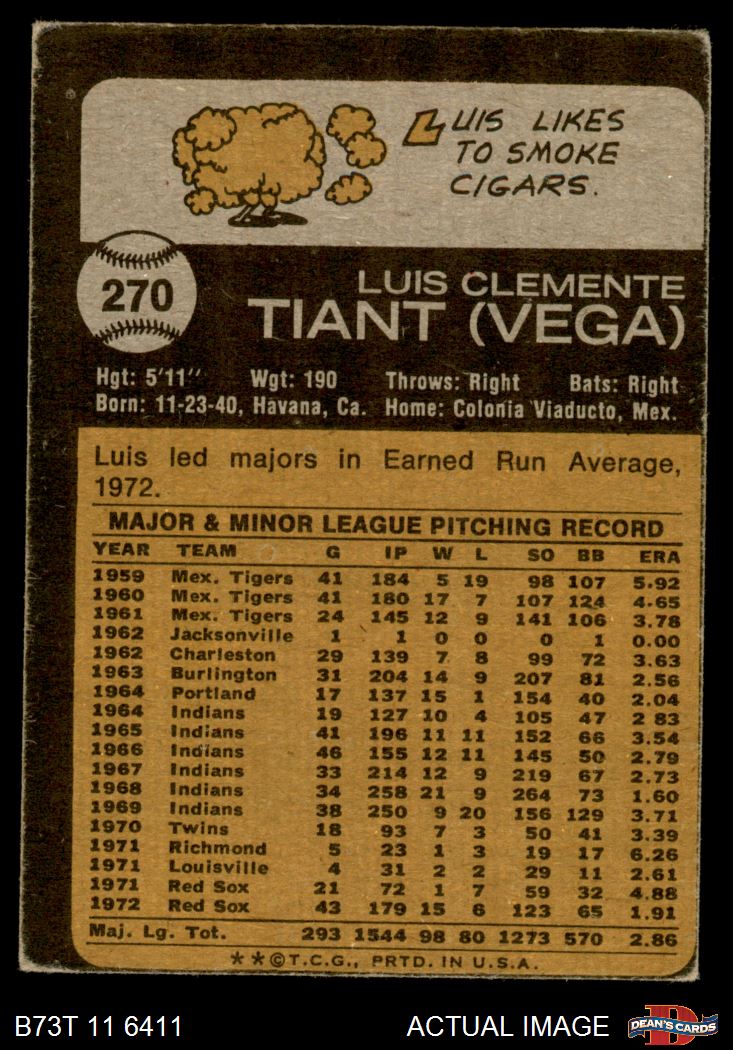 LUIS LIKES
TO SMOKE
CIGARS.
270
LUIS CLEMENTE
TIANT (VEGA)
Hgt: 5'11" Wgt: 190 Throws: Right Bats: Right
Born: 11-23-40, Havana, Ca. Home: Colonia Viaducto, Mex.
Luis led majors in Earned Run Average,
1972.
MAJOR & MINOR LEAGUE PITCHING RECORD
YEAR TEAM G IP W L SO BB ERA
1959 Mex. Tigers 41 184 5 19 98 107 5.92
1960 Mex. Tigers 41 180 17 7 107 124 4.65
1961 Mex. Tigers 24 145 12 9 141 106 3.78
1962 Jacksonville 1 1 0 0 0 1 0.00
1962 Charleston 29 139 7 8 99 72 3.63
1963 Burlington 31 204 14 9 207 81 2.56
1964 Portland 17 137 15 1 154 40 2.04
1964 Indians 19 127 10 4 105 47 2 83
1965 Indians 41 196 11 11 152 66 3.54
1966 Indians 46 155 12 11 145 50 2.79
1967 Indians 33 214 12 9 219 67 2.73
1968 Indians 34 258 21 9 264 73 1.60
1969 Indians 38 250 9 20 156 129 3.71
1970 Twins 18 93 7 3 50 41 3.39
1971 Richmond 5 23 1 3 19 17 6.26
1971 Louisville 4 31 2 2 29 11 2.61
1971 Red Sox 21 72 1 7 59 32 4.88
1972 Red Sox 43 179 15 6 123 65 1.91
Maj. Lg. Tot. 293 1544 98 80 1273 570 2.86
**©T.C.G., PRTD. IN U.S.A.
B73T 11 6411 ACTUAL IMAGE DEAN'S CARDS